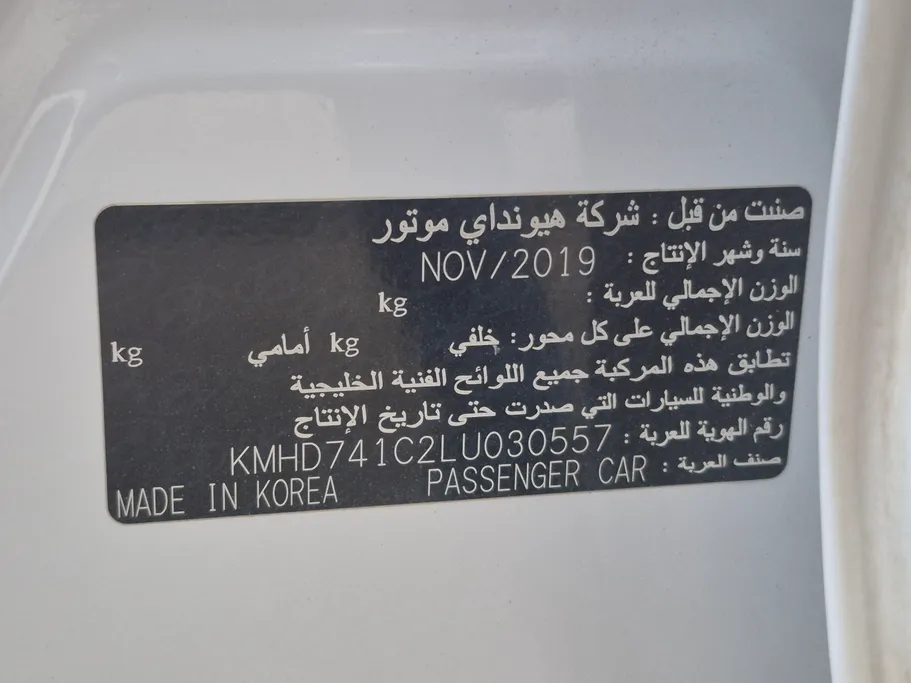 صنعت من قبل : شركة هيونداي موتور
سنة وشهر الإنتاج : NOV/2019
الوزن الإجمالي للعربة : kg
الوزن الإجمالي على كل محور: خلفي kg أمامي kg
تطابق هذه المركبة جميع اللوائح الفنية الخليجية
والوطنية للسيارات التي صدرت حتى تاريخ الإنتاج
رقم الهوية للعربة : KMHD741C2LU030557
صنف العربة : PASSENGER CAR MADE IN KOREA